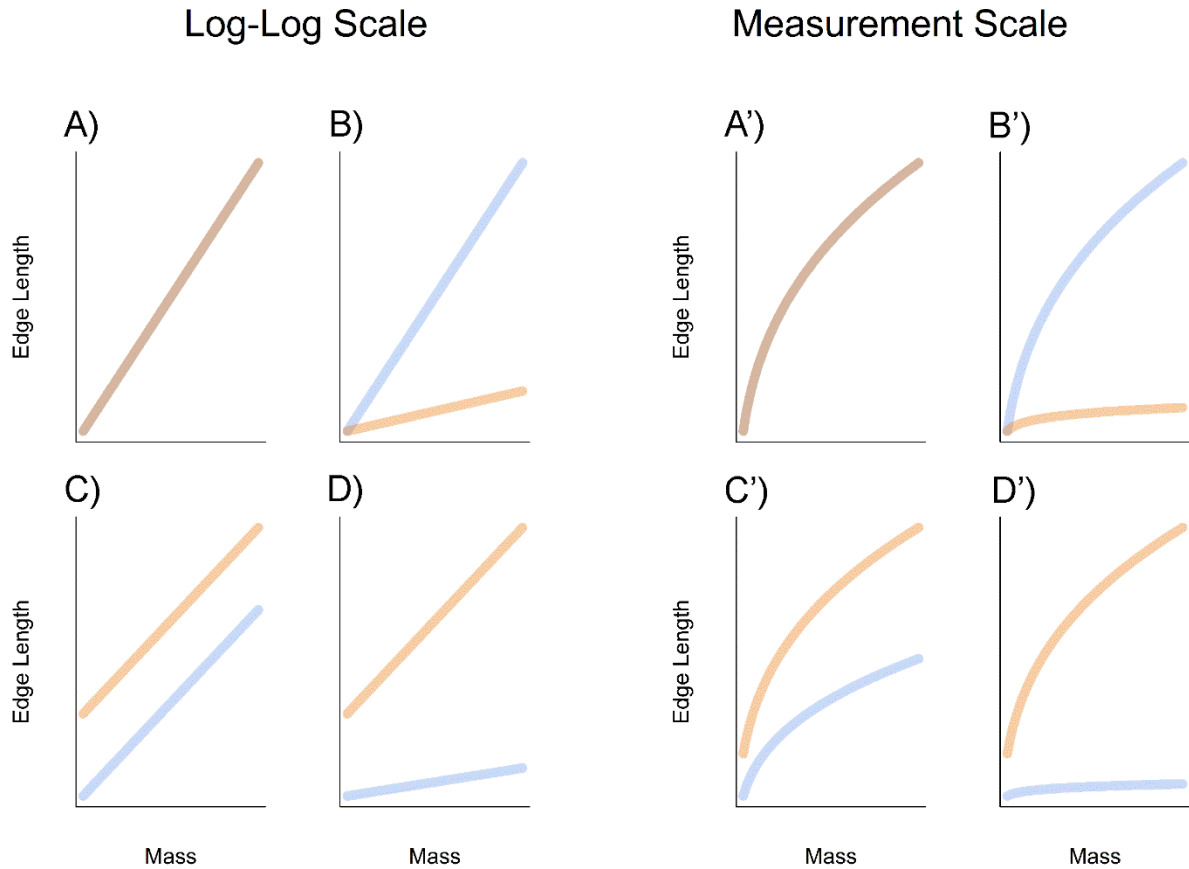 Log-Log Scale
Measurement Scale
A)
B)
A’)
B’)
Edge Length
Edge Length
C)
D)
C’)
D’)
Edge Length
Edge Length
Mass
Mass
Mass
Mass